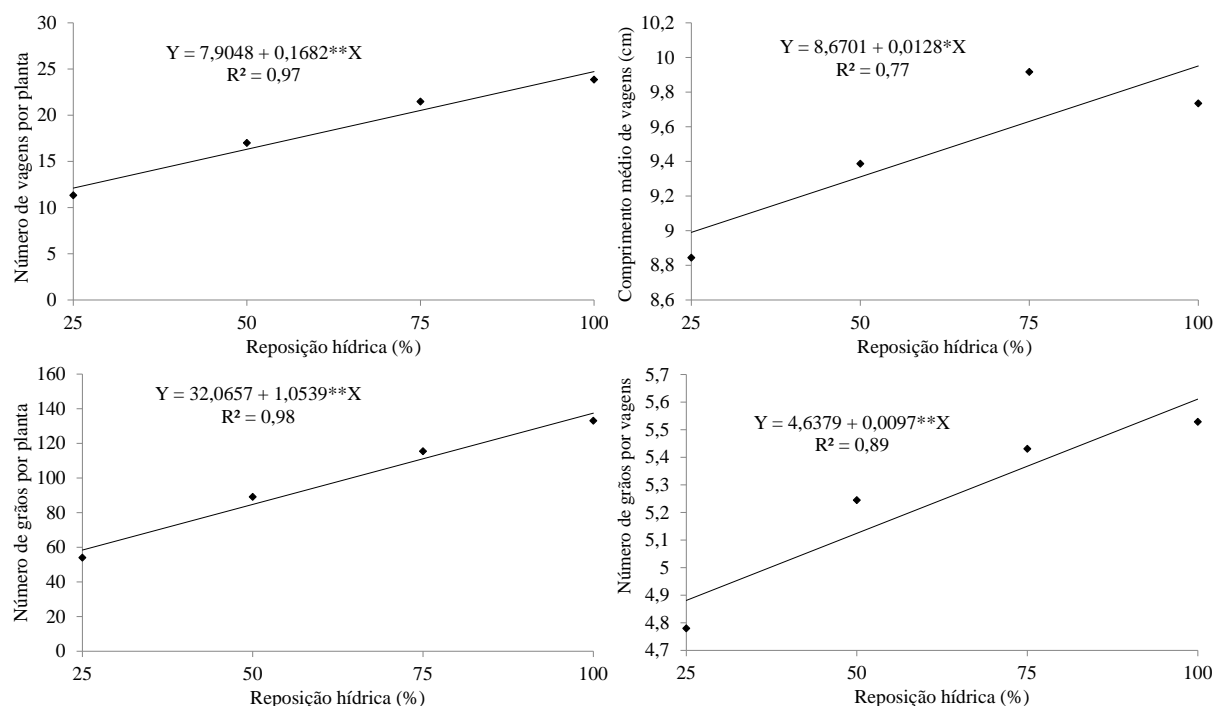 30
25
20
15
10
5
0
Número de vagens por planta
Y = 7,9048 + 0,1682**X
R² = 0,97
25 50 75 100
Reposição hídrica (%)
10,2
10
9,8
9,6
9,4
9,2
9
8,8
8,6
Comprimento médio de vagens (cm)
Y = 8,6701 + 0,0128*X
R² = 0,77
25 50 75 100
Reposição hídrica (%)
160
140
120
100
80
60
40
20
0
Número de grãos por planta
Y = 32,0657 + 1,0539**X
R² = 0,98
25 50 75 100
Reposição hídrica (%)
5,7
5,6
5,5
5,4
5,3
5,2
5,1
5
4,9
4,8
4,7
Número de grãos por vagens
Y = 4,6379 + 0,0097**X
R² = 0,89
25 50 75 100
Reposição hídrica (%)